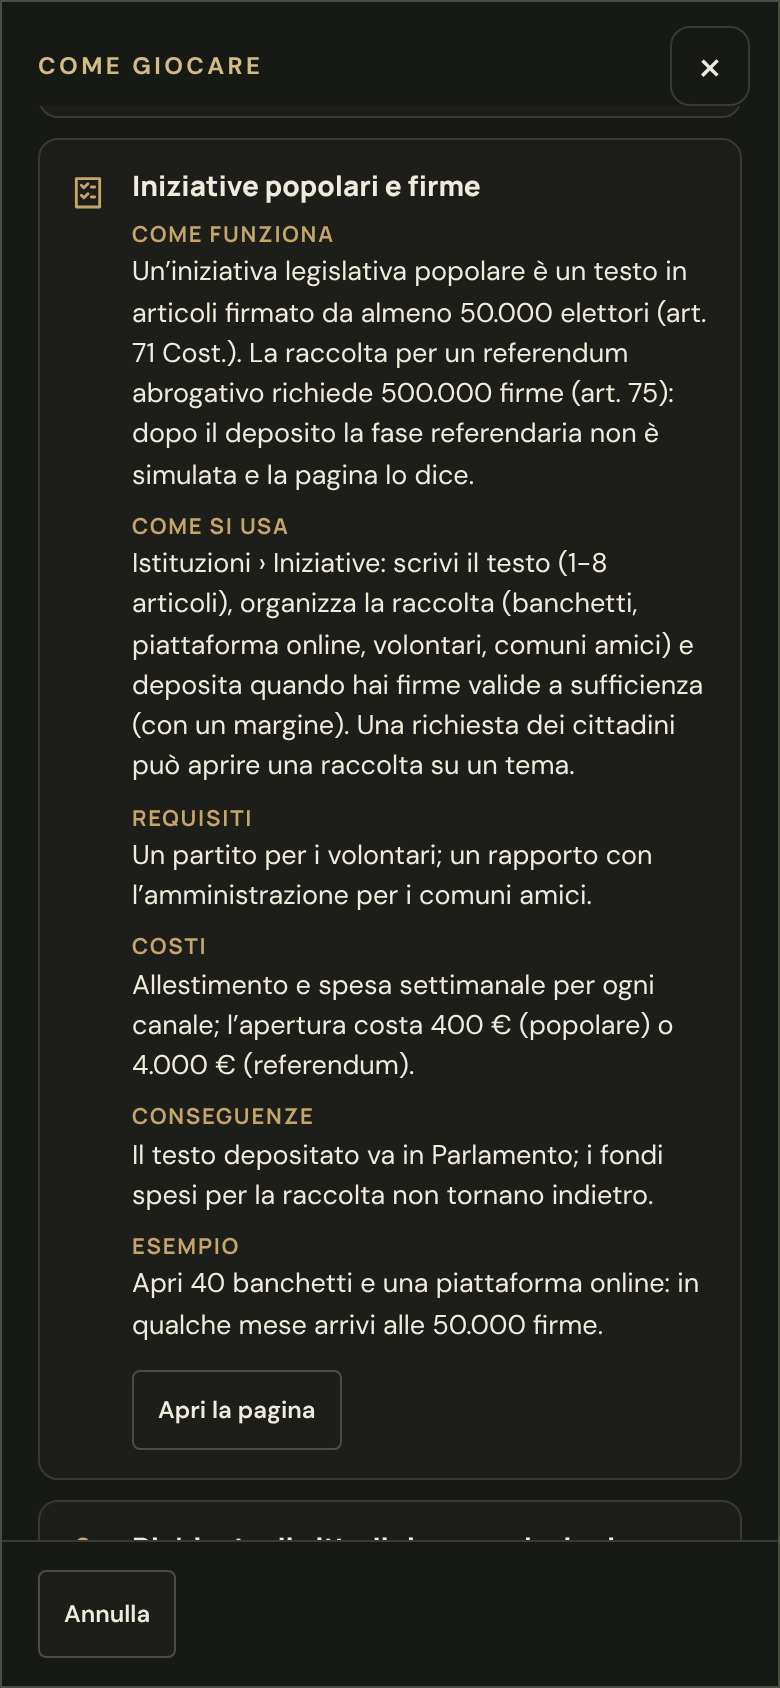 COME GIOCARE
×
Iniziative popolari e firme
COME FUNZIONA
Un’iniziativa legislativa popolare è un testo in
articoli firmato da almeno 50.000 elettori (art.
71 Cost.). La raccolta per un referendum
abrogativo richiede 500.000 firme (art. 75):
dopo il deposito la fase referendaria non è
simulata e la pagina lo dice.
COME SI USA
Istituzioni › Iniziative: scrivi il testo (1–8
articoli), organizza la raccolta (banchetti,
piattaforma online, volontari, comuni amici) e
deposita quando hai firme valide a sufficienza
(con un margine). Una richiesta dei cittadini
può aprire una raccolta su un tema.
REQUISITI
Un partito per i volontari; un rapporto con
l’amministrazione per i comuni amici.
COSTI
Allestimento e spesa settimanale per ogni
canale; l’apertura costa 400 € (popolare) o
4.000 € (referendum).
CONSEGUENZE
Il testo depositato va in Parlamento; i fondi
spesi per la raccolta non tornano indietro.
ESEMPIO
Apri 40 banchetti e una piattaforma online: in
qualche mese arrivi alle 50.000 firme.
Apri la pagina
Annulla